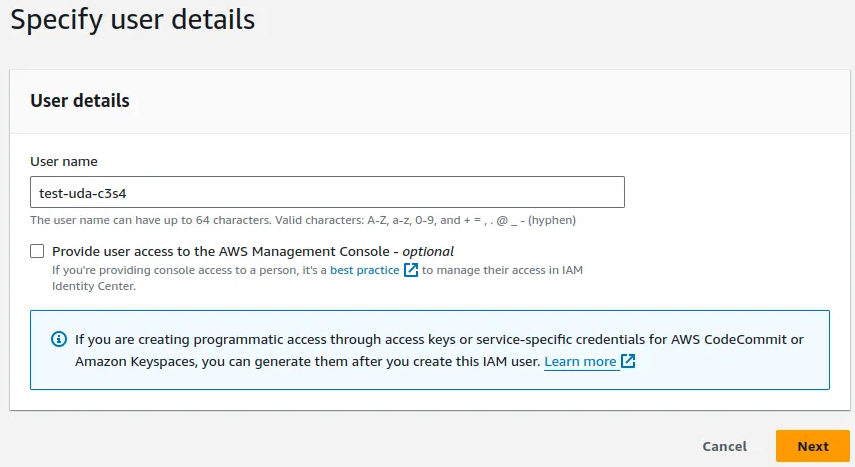 Specify user details
User details
User name
test-uda-c3s4
The user name can have up to 64 characters. Valid characters: A-Z, a-z, 0-9, and + = , . @ _ - (hyphen)
Provide user access to the AWS Management Console - optional
If you're providing console access to a person, it's a best practice to manage their access in IAM
Identity Center.
If you are creating programmatic access through access keys or service-specific credentials for AWS CodeCommit or
Amazon Keyspaces, you can generate them after you create this IAM user. Learn more
Cancel
Next